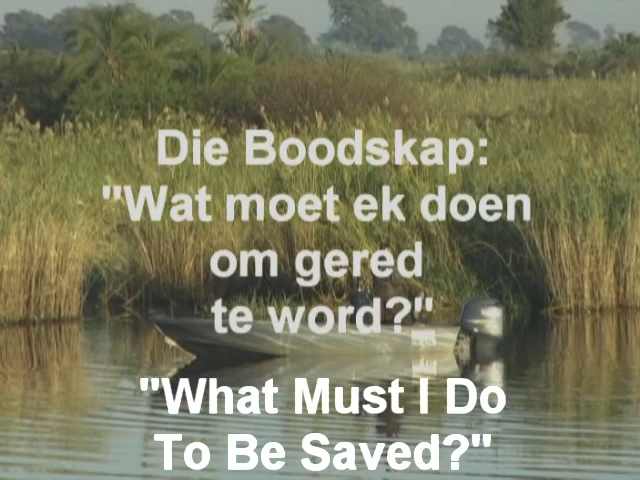 Die Boodskap:
"Wat moet ek doen
om gered
te word?"
"What Must I Do
To Be Saved?"